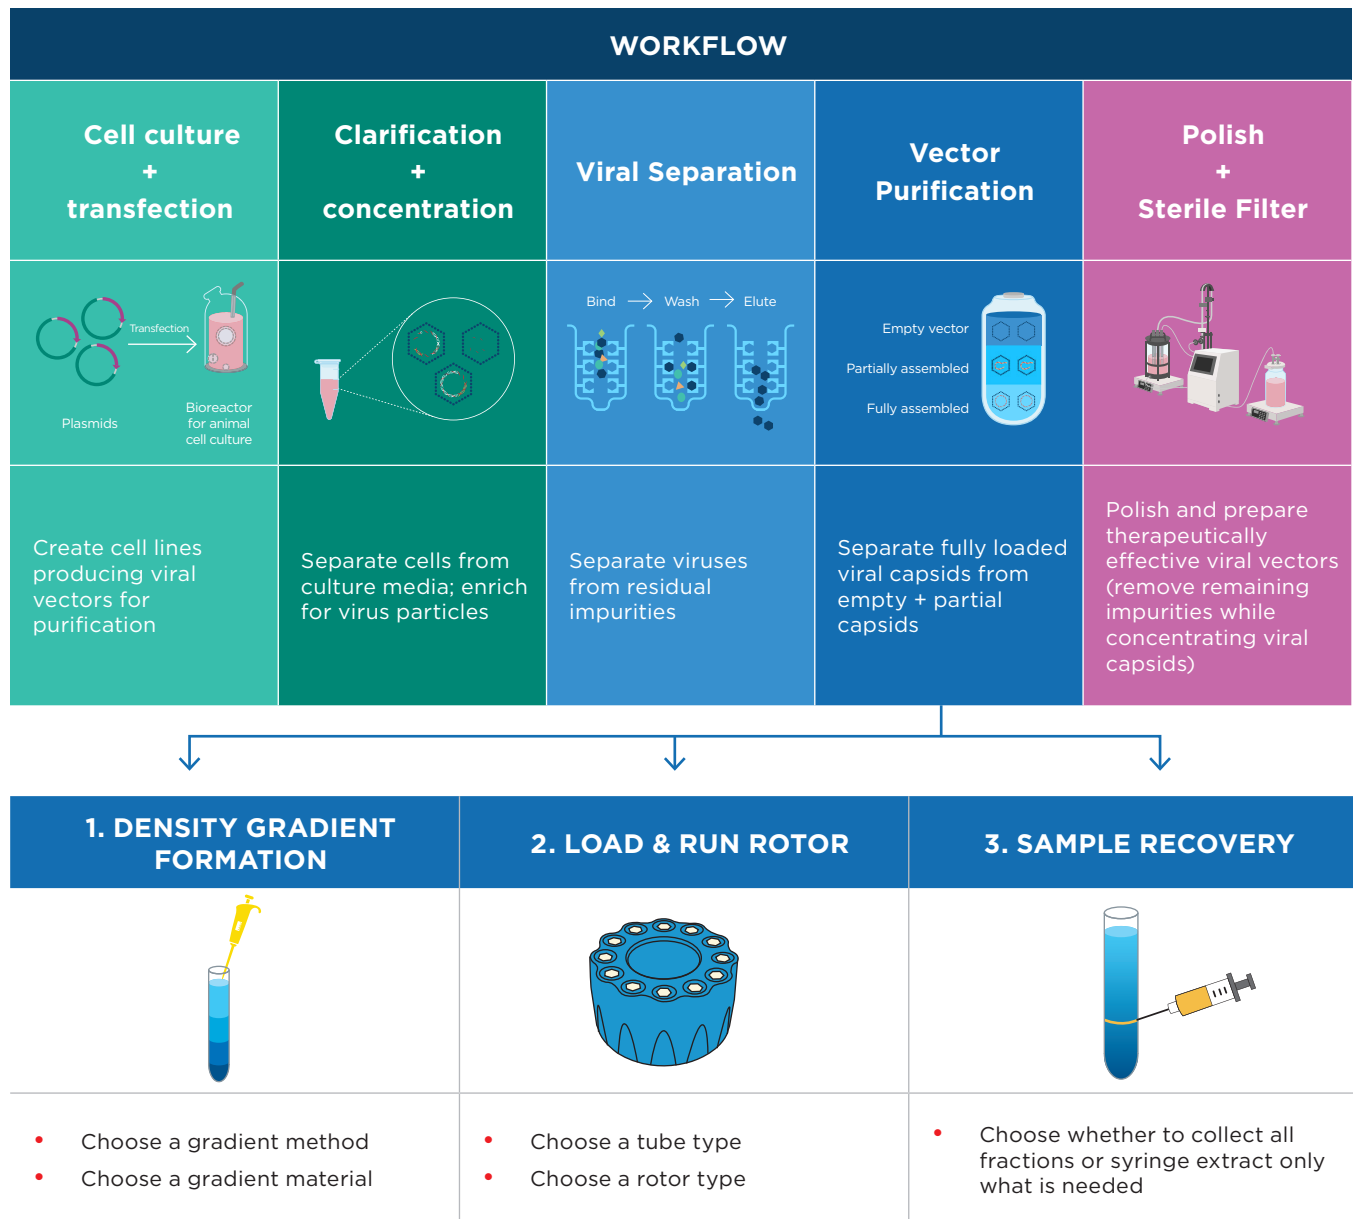 WORKFLOW
Cell culture
+
transfection
Clarification
+
concentration
Viral Separation
Vector
Purification
Polish
+
Sterile Filter
Transfection
Plasmids
Bioreactor
for animal
cell culture
Bind
Wash
Elute
Empty vector
Partially assembled
Fully assembled
Create cell lines
producing viral
vectors for
purification
Separate cells from
culture media; enrich
for virus particles
Separate viruses
from residual
impurities
Separate fully loaded
viral capsids from
empty + partial
capsids
Polish and prepare
therapeutically
effective viral vectors
(remove remaining
impurities while
concentrating viral
capsids)
1. DENSITY GRADIENT
FORMATION
2. LOAD & RUN ROTOR
3. SAMPLE RECOVERY
• Choose a gradient method
• Choose a gradient material
• Choose a tube type
• Choose a rotor type
• Choose whether to collect all
fractions or syringe extract only
what is needed